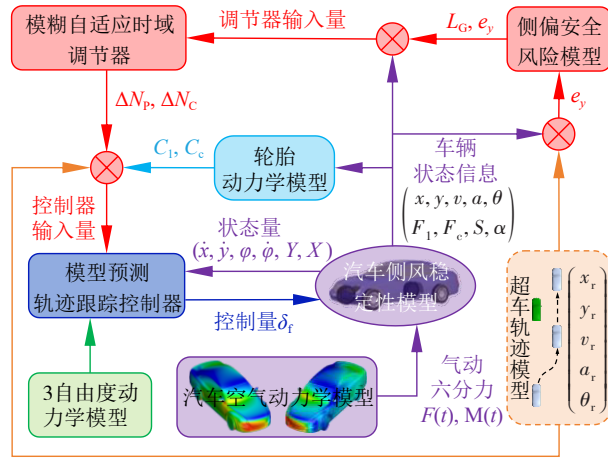 模糊自适应时域
调节器
调节器输入量
L_G, e_y
侧偏安全
风险模型
ΔN_P, ΔN_C
e_y
C_l, C_c
轮胎
动力学模型
车辆
状态信息
(x, y, v, a, θ
F_l, F_c, S, α)
控制器
输入量
状态量
(ẋ, ẏ, φ, φ̇, Y, X)
模型预测
轨迹跟踪控制器
汽车侧风稳
定性模型
控制量δ_f
超车轨迹模型
x_r
y_r
v_r
a_r
θ_r
3自由度动
力学模型
汽车空气动力学模型
气动
六分力
F(t), M(t)